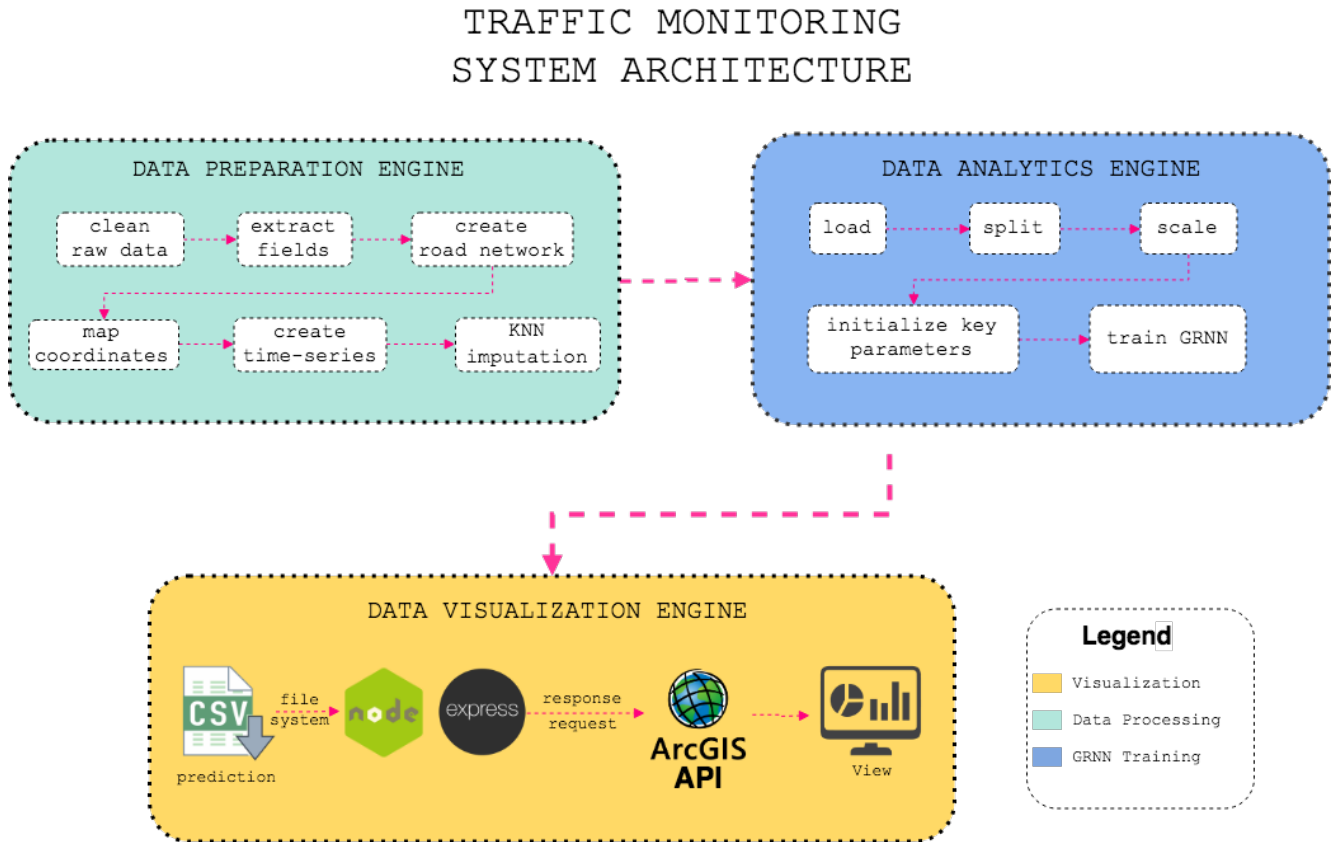 TRAFFIC MONITORING
SYSTEM ARCHITECTURE
DATA PREPARATION ENGINE
clean
raw data
extract
fields
create
road network
map
coordinates
create
time-series
KNN
imputation
DATA ANALYTICS ENGINE
load
split
scale
initialize key
parameters
train GRNN
DATA VISUALIZATION ENGINE
CSV
prediction
file
system
node
express
response
request
ArcGIS
API
View
Legend
Visualization
Data Processing
GRNN Training